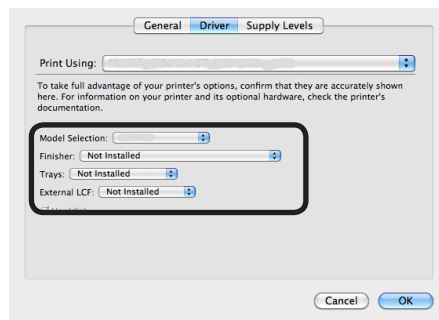 General Driver Supply Levels
Print Using:
To take full advantage of your printer's options, confirm that they are accurately shown
here. For information on your printer and its optional hardware, check the printer's
documentation.
Model Selection:
Finisher: Not Installed
Trays: Not Installed
External LCF: Not Installed
Cancel OK